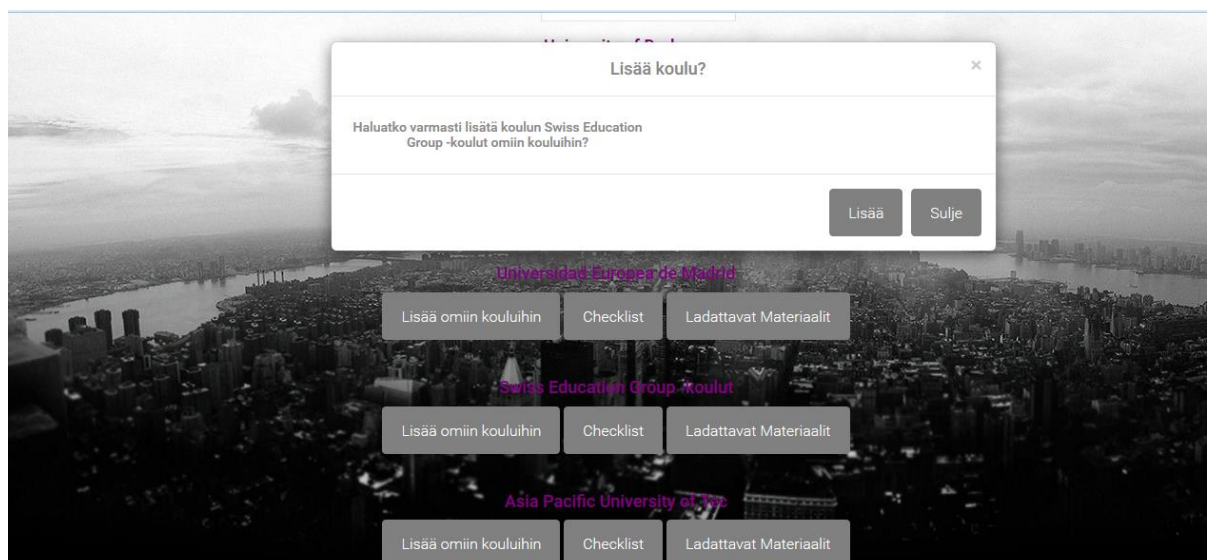 Lisää koulu?
×
Haluatko varmasti lisätä koulun Swiss Education
Group -koulut omiin kouluihin?
Lisää Sulje
Universidad Europea de Madrid
Lisää omiin kouluihin Checklist Ladattavat Materiaalit
Swiss Education Group -koulut
Lisää omiin kouluihin Checklist Ladattavat Materiaalit
Asia Pacific University of Tec
Lisää omiin kouluihin Checklist Ladattavat Materiaalit